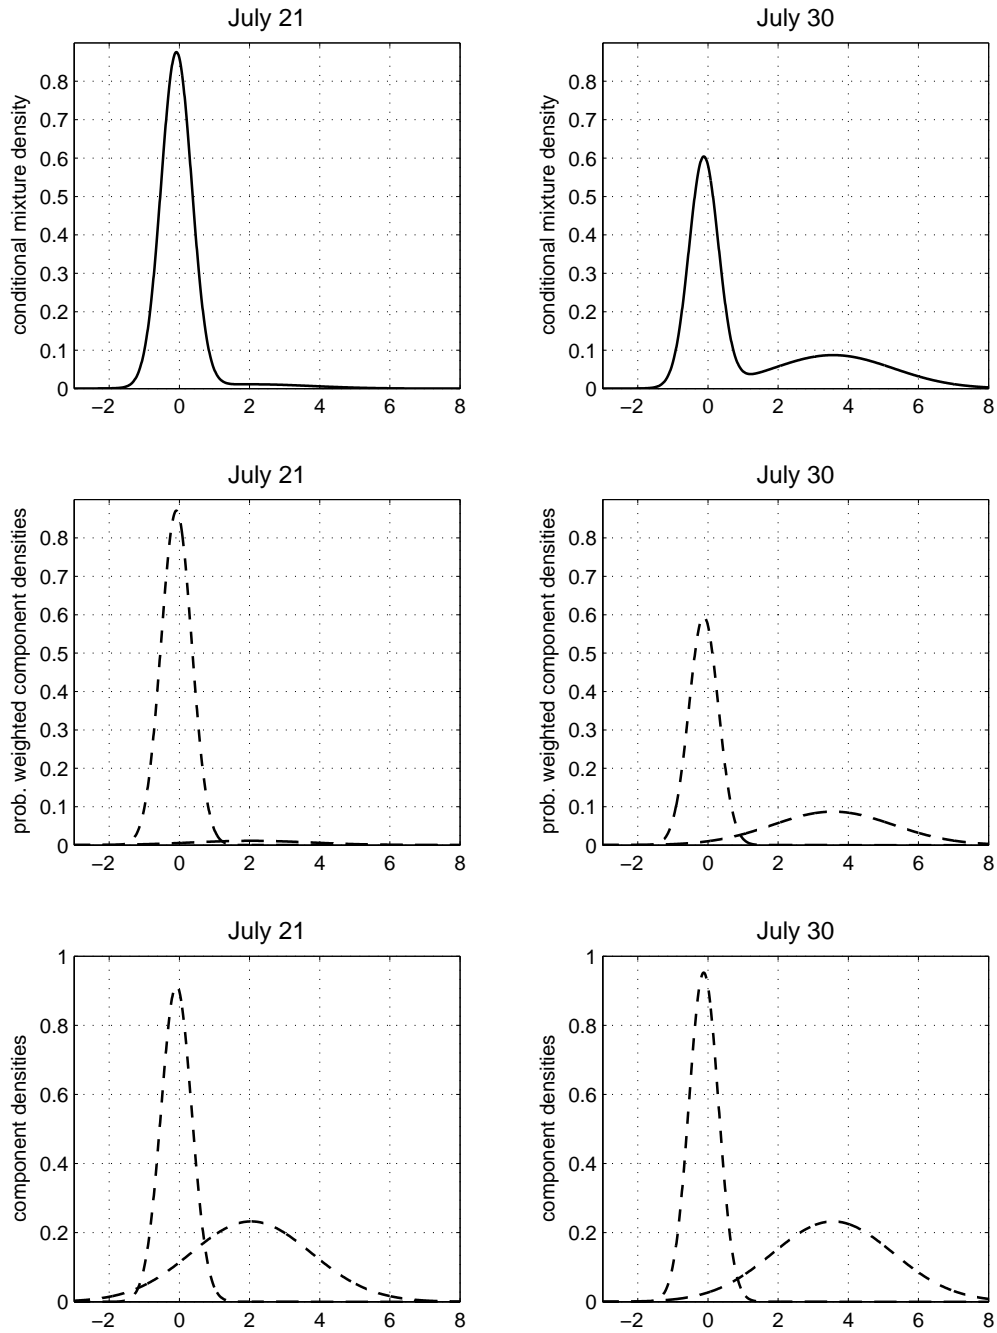 July 21
conditional mixture density
0.8
0.7
0.6
0.5
0.4
0.3
0.2
0.1
0
−2 0 2 4 6 8
July 30
conditional mixture density
0.8
0.7
0.6
0.5
0.4
0.3
0.2
0.1
0
−2 0 2 4 6 8
July 21
prob. weighted component densities
0.8
0.7
0.6
0.5
0.4
0.3
0.2
0.1
0
−2 0 2 4 6 8
July 30
prob. weighted component densities
0.8
0.7
0.6
0.5
0.4
0.3
0.2
0.1
0
−2 0 2 4 6 8
July 21
component densities
1
0.8
0.6
0.4
0.2
0
−2 0 2 4 6 8
July 30
component densities
1
0.8
0.6
0.4
0.2
0
−2 0 2 4 6 8